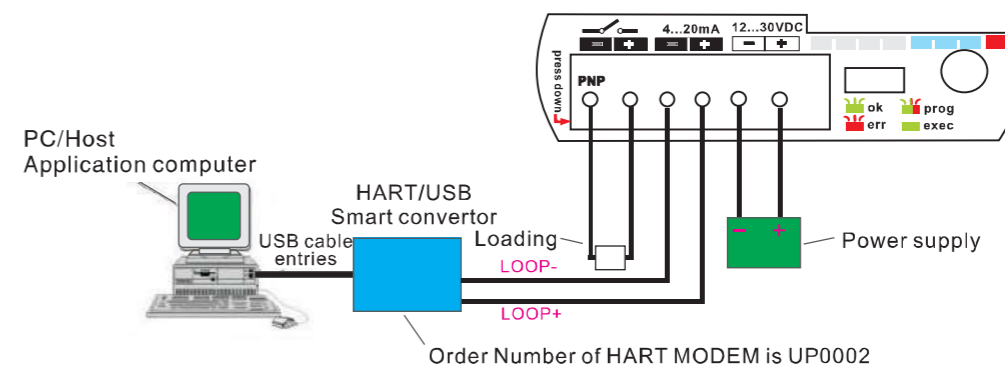 4...20mA 12...30VDC
= + = + - +
press down
PNP
ok prog
err exec
PC/Host
Application computer
HART/USB
Smart convertor
USB cable
entries
Loading
LOOP-
LOOP+
- +
Power supply
Order Number of HART MODEM is UP0002